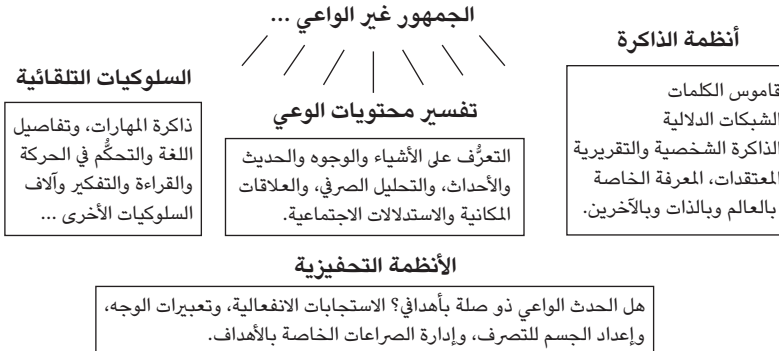 الجمهور غير الواعي ...
أنظمة الذاكرة
قاموس الكلمات
الشبكات الدلالية
الذاكرة الشخصية والتقريرية
المعتقدات، المعرفة الخاصة
بالعالم وبالذات وبالآخرين.
تفسير محتويات الوعي
التعرُّف على الأشياء والوجوه والحديث
والأحداث، والتحليل الصرفي، والعلاقات
المكانية والاستدلالات الاجتماعية.
السلوكيات التلقائية
ذاكرة المهارات، وتفاصيل
اللغة والتحكُّم في الحركة
والقراءة والتفكير وآلاف
السلوكيات الأخرى ...
الأنظمة التحفيزية
هل الحدث الواعي ذو صلة بأهدافي؟ الاستجابات الانفعالية، وتعبيرات الوجه،
وإعداد الجسم للتصرف، وإدارة الصراعات الخاصة بالأهداف.